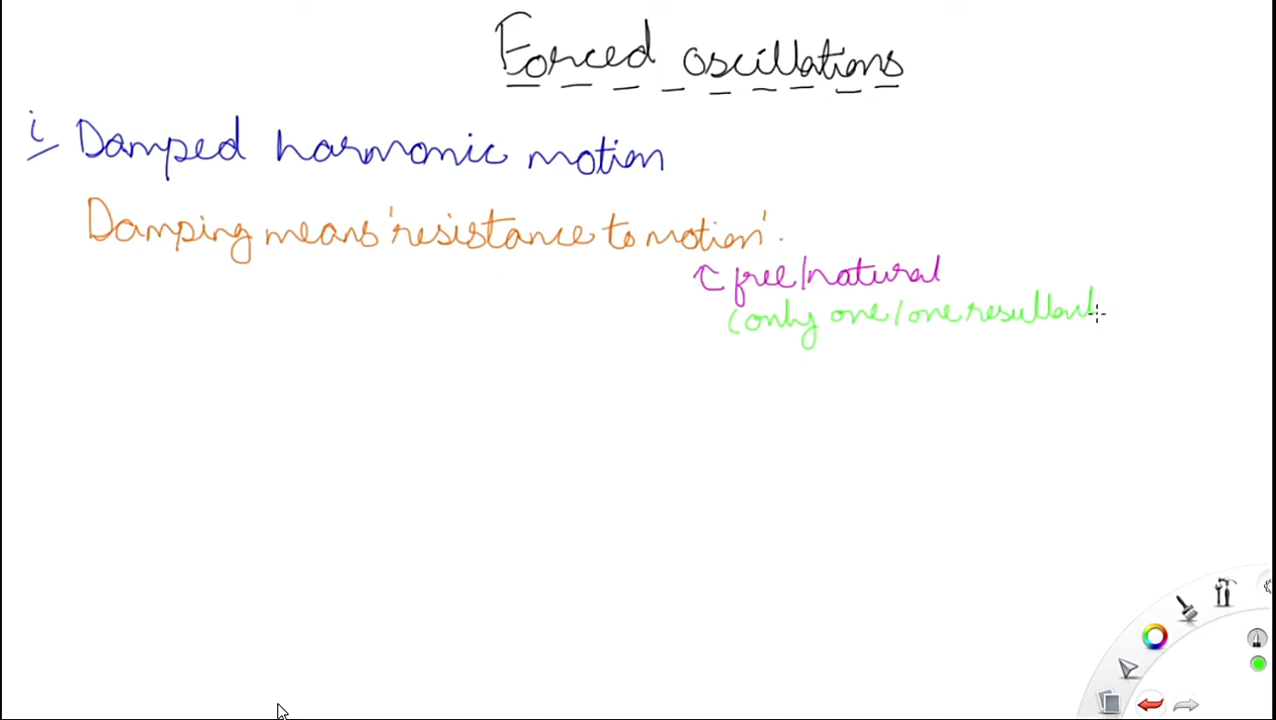 Forced oscillations
i Damped harmonic motion
Damping means 'resistance to motion'.
free/natural
(only one/one resultant